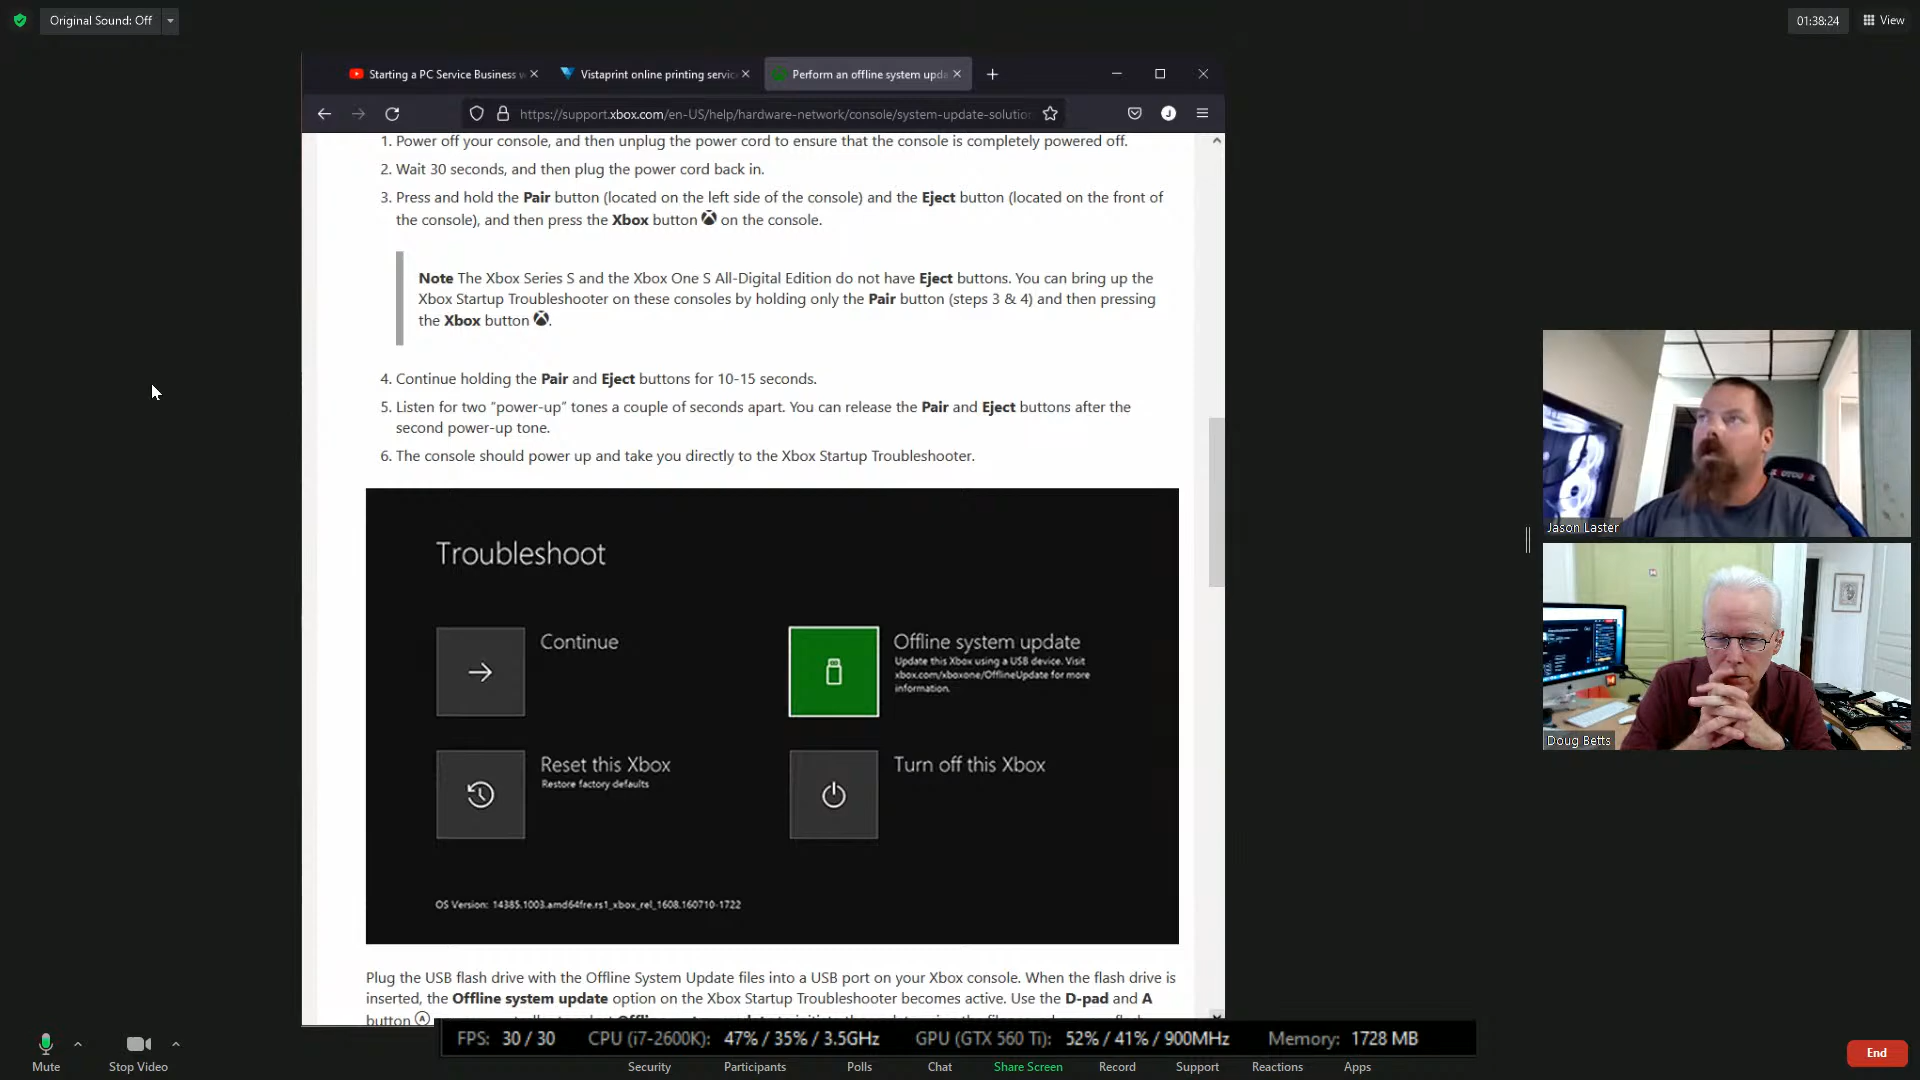 Original Sound: Off
01:38:24
View
Starting a PC Service Business w
Vistaprint online printing servic
Perform an offline system upda
https://support.xbox.com/en-US/help/hardware-network/console/system-update-solution
J
1. Power off your console, and then unplug the power cord to ensure that the console is completely powered off.
2. Wait 30 seconds, and then plug the power cord back in.
3. Press and hold the Pair button (located on the left side of the console) and the Eject button (located on the front of
the console), and then press the Xbox button on the console.
Note The Xbox Series S and the Xbox One S All-Digital Edition do not have Eject buttons. You can bring up the
Xbox Startup Troubleshooter on these consoles by holding only the Pair button (steps 3 & 4) and then pressing
the Xbox button .
4. Continue holding the Pair and Eject buttons for 10-15 seconds.
5. Listen for two "power-up" tones a couple of seconds apart. You can release the Pair and Eject buttons after the
second power-up tone.
6. The console should power up and take you directly to the Xbox Startup Troubleshooter.
Troubleshoot
Continue
Offline system update
Update this Xbox using a USB device. Visit
xbox.com/xboxone/OfflineUpdate for more
information.
Reset this Xbox
Restore factory defaults
Turn off this Xbox
OS Version: 14385.1003.amd64fre.rs1_xbox_rel_1608.160710-1722
Plug the USB flash drive with the Offline System Update files into a USB port on your Xbox console. When the flash drive is
inserted, the Offline system update option on the Xbox Startup Troubleshooter becomes active. Use the D-pad and A
button
Jason Laster
Doug Betts
FPS: 30 / 30 CPU (i7-2600K): 47% / 35% / 3.5GHz GPU (GTX 560 Ti): 52% / 41% / 900MHz Memory: 1728 MB
Mute
Stop Video
Security
Participants
Polls
Chat
Share Screen
Record
Support
Reactions
Apps
End